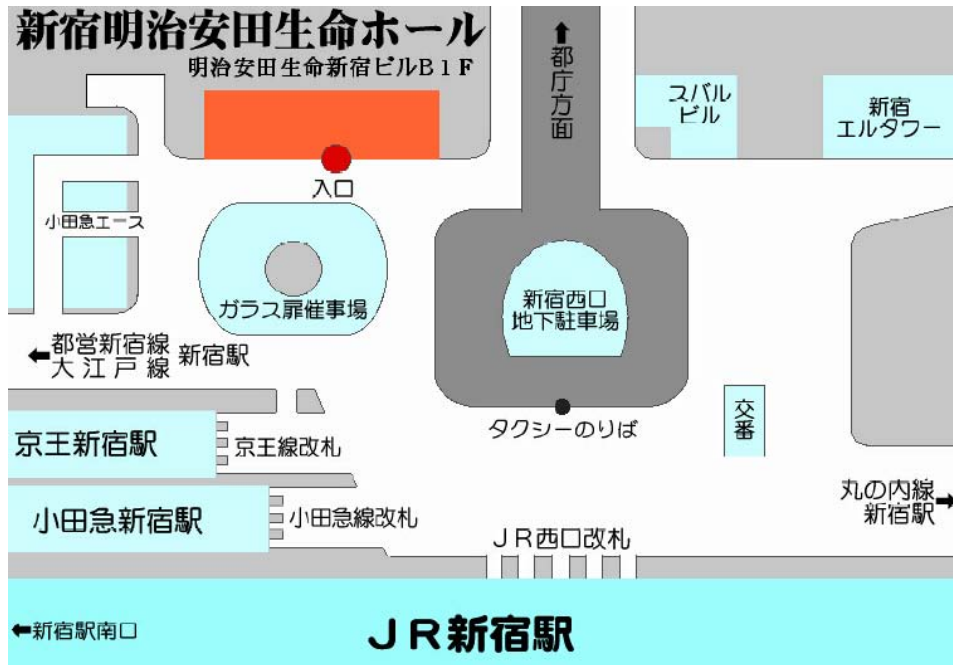 新宿明治安田生命ホール
明治安田生命新宿ビルB1F
↑
都庁方面
スバル
ビル
新宿
エルタワー
入口
小田急エース
ガラス扉催事場
新宿西口
地下駐車場
←都営新宿線
大江戸線
新宿駅
タクシーのりば
交番
京王新宿駅
京王線改札
小田急新宿駅
小田急線改札
丸の内線→
新宿駅
JR西口改札
←新宿駅南口
JR新宿駅